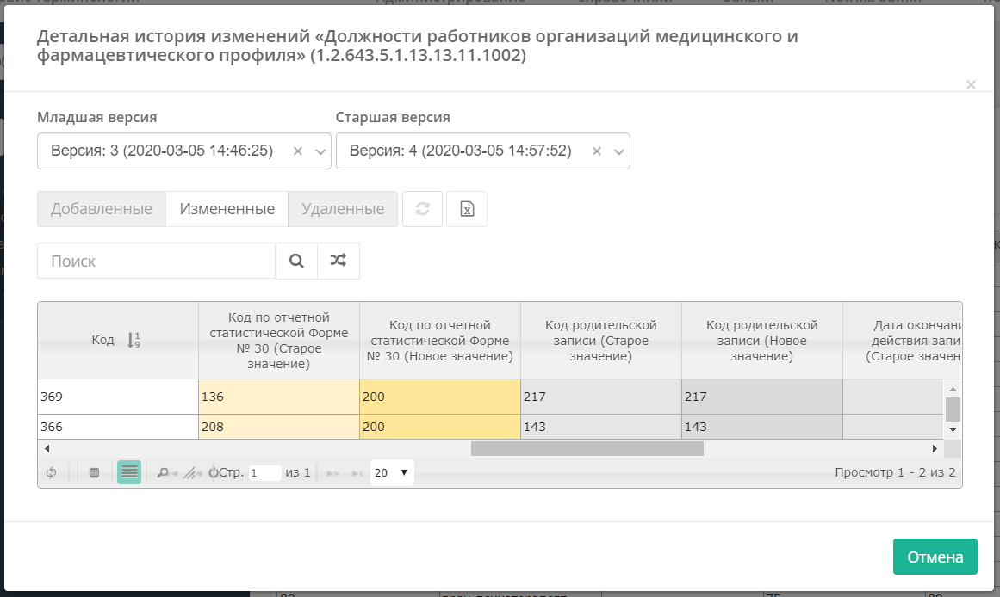 Администрирование
Детальная история изменений «Должности работников организаций медицинского и
фармацевтического профиля» (1.2.643.5.1.13.13.11.1002)
×
Младшая версия
Старшая версия
Версия: 3 (2020-03-05 14:46:25) ×
Версия: 4 (2020-03-05 14:57:52) ×
Добавленные
Измененные
Удаленные
Поиск
Код
Код по отчетной
статистической Форме
№ 30 (Старое
значение)
Код по отчетной
статистической Форме
№ 30 (Новое значение)
Код родительской
записи (Старое
значение)
Код родительской
записи (Новое
значение)
Дата окончани
действия запи
(Старое значен
369 136 200 217 217
366 208 200 143 143
Стр. 1 из 1
20
Просмотр 1 - 2 из 2
Отмена